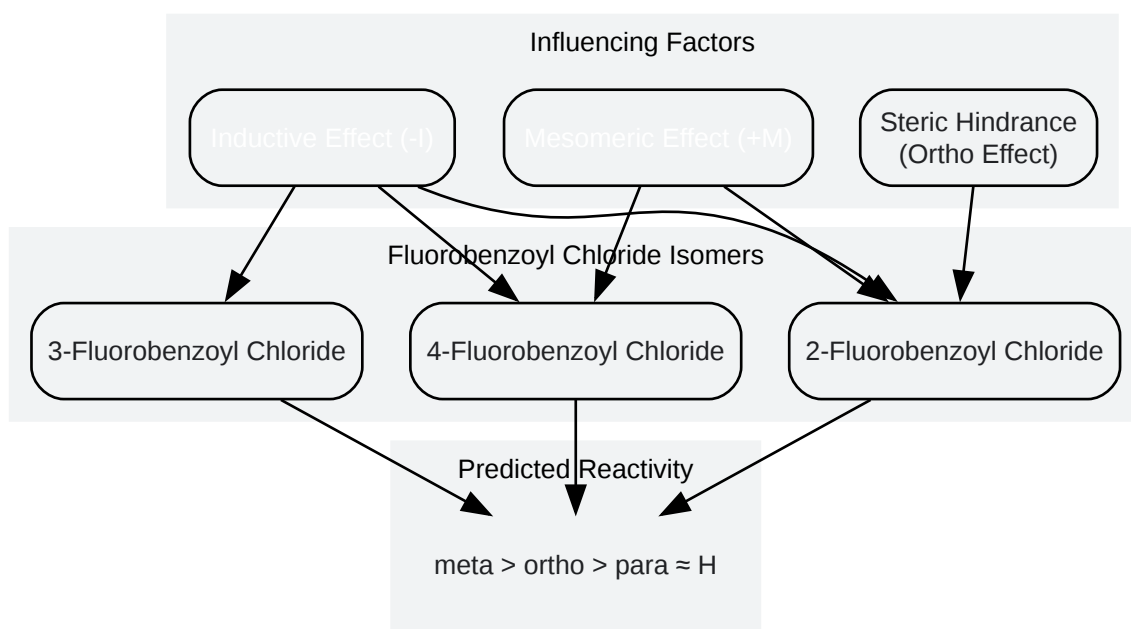 Influencing Factors
Inductive Effect (-I)
Mesomeric Effect (+M)
Steric Hindrance
(Ortho Effect)
Fluorobenzoyl Chloride Isomers
3-Fluorobenzoyl Chloride
4-Fluorobenzoyl Chloride
2-Fluorobenzoyl Chloride
Predicted Reactivity
meta > ortho > para ≈ H